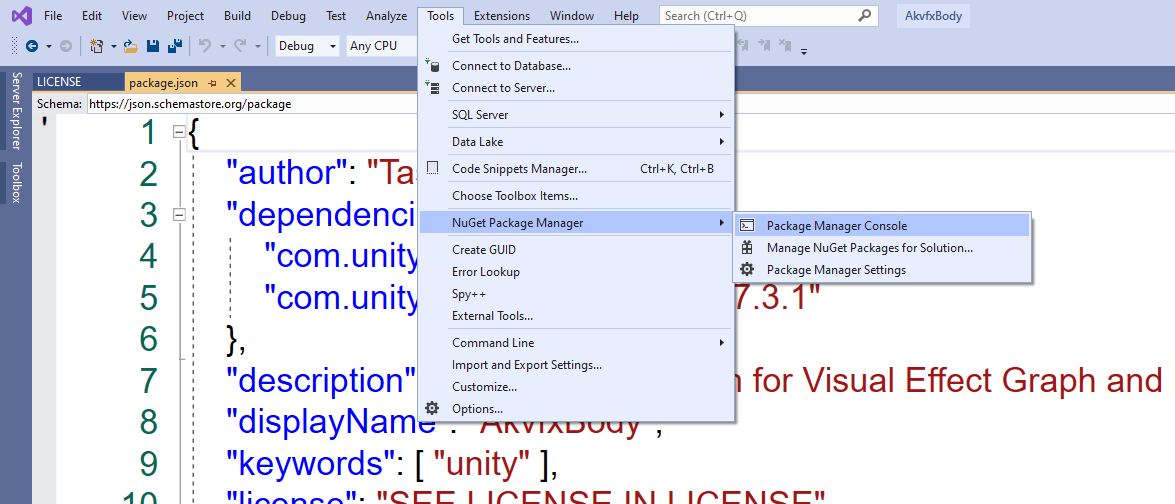 File Edit View Project Build Debug Test Analyze Tools Extensions Window Help Search (Ctrl+Q) AkvfxBody
Debug Any CPU
LICENSE package.json
Schema: https://json.schemastore.org/package
Server Explorer
Toolbox
1 {
2 "author": "Ta
3 "dependenci
4 "com.unity
5 "com.unity 7.3.1"
6 },
7 "description" for Visual Effect Graph and
8 "displayName": "AkvfxBody",
9 "keywords": [ "unity" ],
10 "license": "SEE LICENSE IN LICENSE"
Get Tools and Features...
Connect to Database...
Connect to Server...
SQL Server
Data Lake
Code Snippets Manager... Ctrl+K, Ctrl+B
Choose Toolbox Items...
NuGet Package Manager
Create GUID
Error Lookup
Spy++
External Tools...
Command Line
Import and Export Settings...
Customize...
Options...
Package Manager Console
Manage NuGet Packages for Solution...
Package Manager Settings